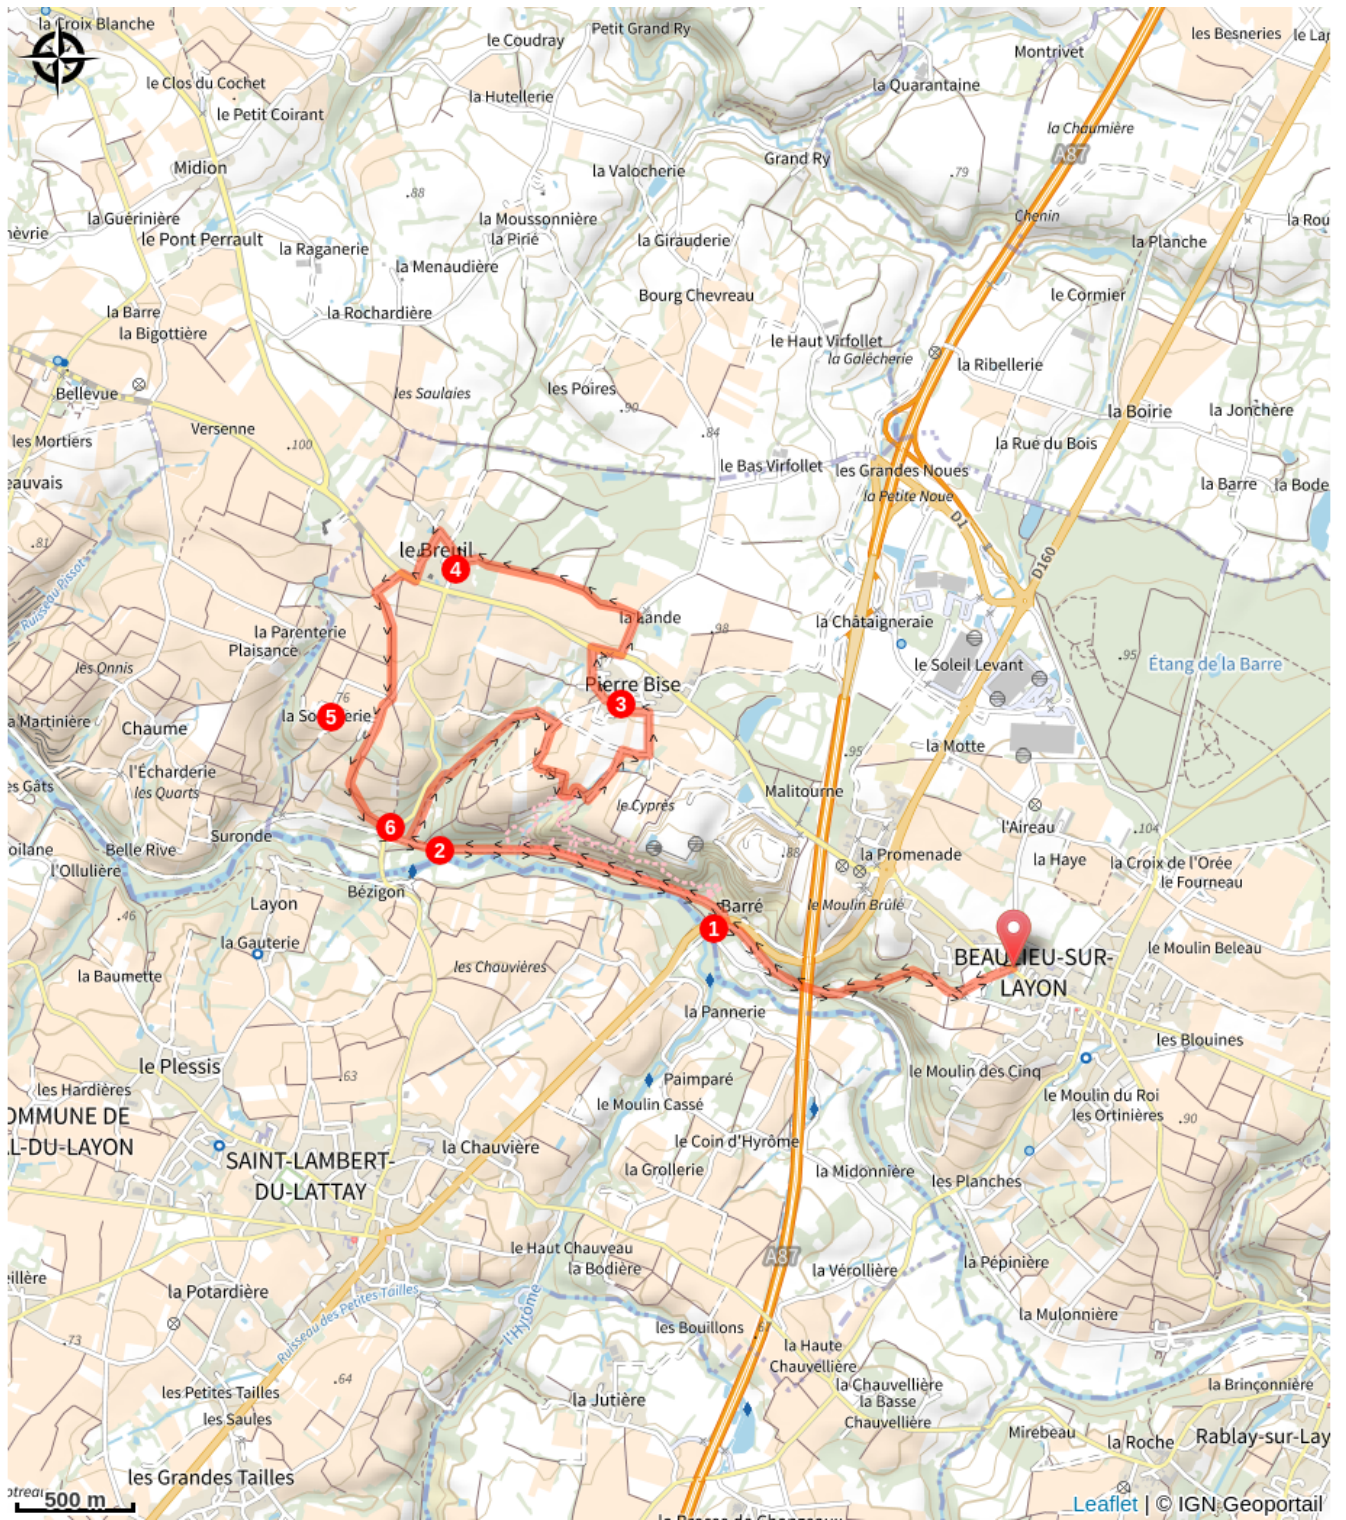 la Croix Blanche
le Coudray
Petit Grand Ry
Montrivet
les Besneries
le Clos du Cochet
la Hutellerie
la Quarantaine
le Petit Coirant
la Chaumière
A87
Midion
la Valocherie
Grand Ry
.79
.88
la Guérinière
la Moussonnière
Chenin
le Pont Perrault
la Pirié
la Girauderie
la Planche
la Raganerie
la Menaudière
Bourg Chevreau
le Cormier
la Barre
la Rochardière
la Bigottière
le Haut Virfollet
la Galêcherie
la Ribellerie
Bellevue
les Saulaies
les Poires
.90
la Boirie
la Jonchère
les Mortiers
Versenne
.100
.84
la Rue du Bois
le Bas Virfollet
les Grandes Noues
la Barre
la Petite Noue
D1
.81
D160
le Breuil
4
Ruisseau Pissot
la Lande
la Châtaigneraie
.98
la Parenterie
Plaisance
le Soleil Levant
.95
Étang de la Barre
les Onnis
Pierre Bise
3
76
5
la Martinière
Chaume
la Motte
.95
l'Écharderie
les Quarts
Malitourne
le Cyprés
6
2
Suronde
Belle Rive
l'Aireau
.104
.88
la Promenade
la Haye
la Croix de l'Orée
l'Ollulière
Bézigon
le Fourneau
Layon
Barré
le Moulin Brûlé
.46
1
la Gauterie
les Chauvières
BEAULIEU-SUR-
LAYON
le Moulin Beleau
la Baumette
la Pannerie
les Blouines
le Plessis
.63
Paimparé
le Moulin des Cinq
les Hardières
le Moulin Cassé
le Moulin du Roi
les Ortinières
.90
la Chauvière
le Coin d'Hyrôme
SAINT-LAMBERT-
DU-LATTAY
la Grollerie
la Midonnière
les Planches
le Haut Chauveau
la Bodière
A87
la Vérollière
la Pépinière
la Potardière
Ruisseau des Petites Tailles
l'Hyrôme
les Bouillons
la Mulonnière
.73
la Haute
Chauvellière
.64
les Petites Tailles
la Jutière
la Chauvellière
la Brinçonnière
les Saules
la Basse
Chauvellière
Mirebeau
la Roche
les Grandes Tailles
500 m
Leaflet | © IGN Geoportail